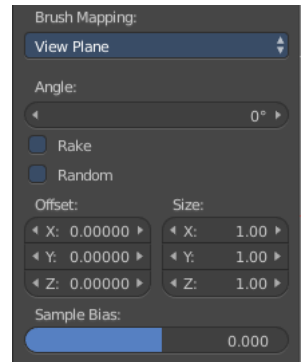 Brush Mapping:
View Plane
Angle:
0°
Rake
Random
Offset: Size:
X: 0.00000 X: 1.00
Y: 0.00000 Y: 1.00
Z: 0.00000 Z: 1.00
Sample Bias:
0.000